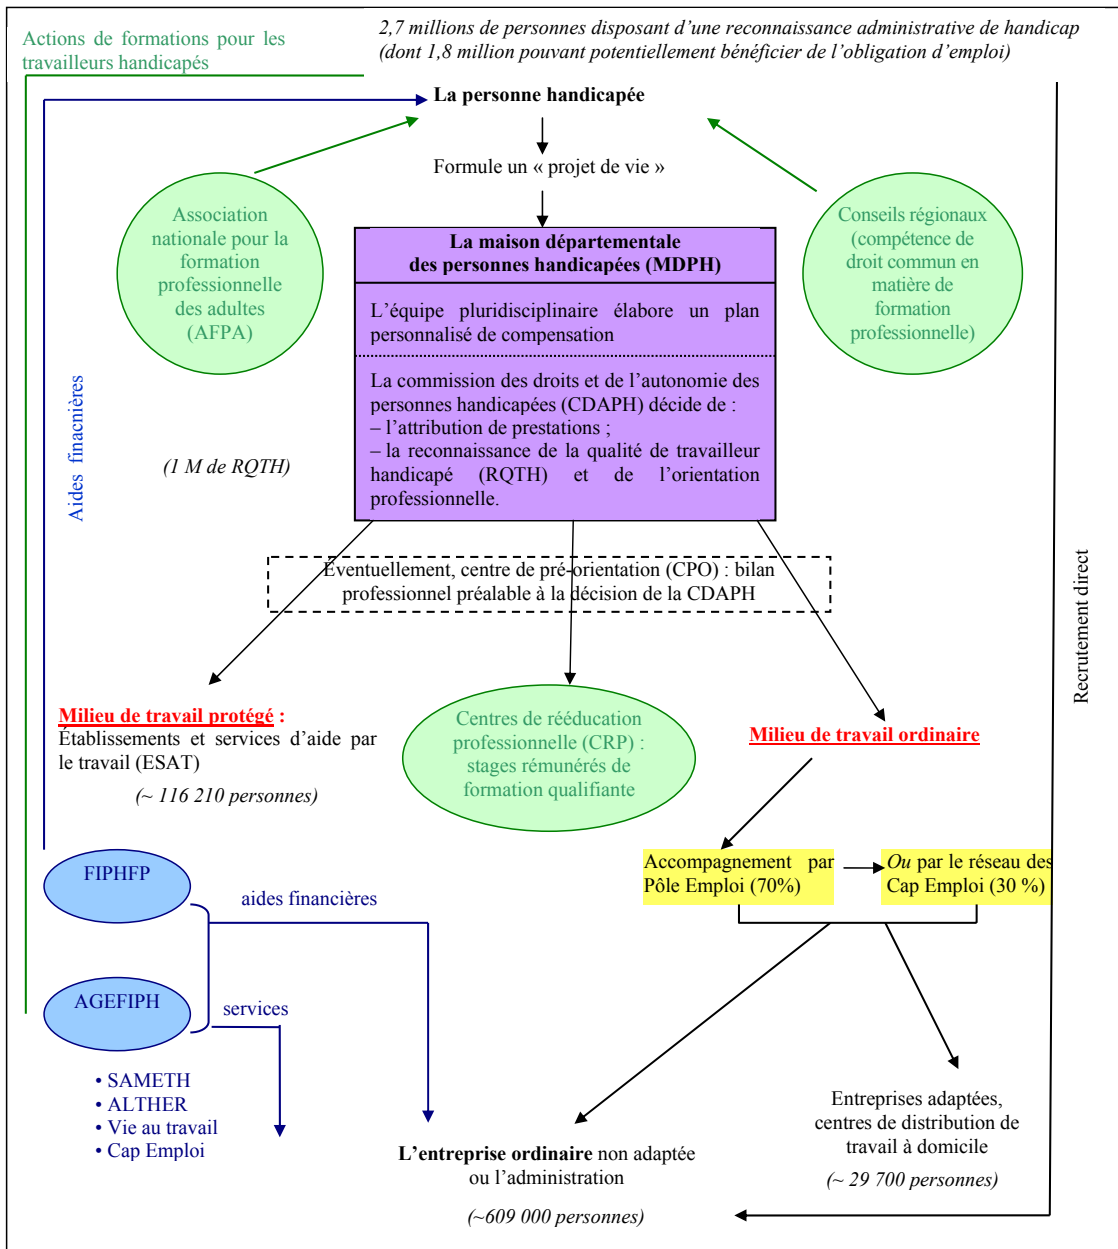 Actions de formations pour les
travailleurs handicapés
2,7 millions de personnes disposant d'une reconnaissance administrative de handicap
(dont 1,8 million pouvant potentiellement bénéficier de l'obligation d'emploi)
La personne handicapée
Formule un « projet de vie »
Association
nationale pour la
formation
professionnelle
des adultes
(AFPA)
La maison départementale
des personnes handicapées (MDPH)
L'équipe pluridisciplinaire élabore un plan
personnalisé de compensation
La commission des droits et de l'autonomie des
personnes handicapées (CDAPH) décide de :
– l'attribution de prestations ;
– la reconnaissance de la qualité de travailleur
handicapé (RQTH) et de l'orientation
professionnelle.
Conseils régionaux
(compétence de
droit commun en
matière de
formation
professionnelle)
Aides finacnières
(1 M de RQTH)
Eventuellement, centre de pré-orientation (CPO) : bilan
professionnel préalable à la décision de la CDAPH
Recrutement direct
Milieu de travail protégé :
Établissements et services d'aide par
le travail (ESAT)
(~ 116 210 personnes)
Centres de rééducation
professionnelle (CRP) :
stages rémunérés de
formation qualifiante
Milieu de travail ordinaire
Accompagnement par
Pôle Emploi (70%)
Ou par le réseau des
Cap Emploi (30 %)
FIPHFP
aides financières
AGEFIPH
services
• SAMETH
• ALTHER
• Vie au travail
• Cap Emploi
L'entreprise ordinaire non adaptée
ou l'administration
(~609 000 personnes)
Entreprises adaptées,
centres de distribution de
travail à domicile
(~ 29 700 personnes)